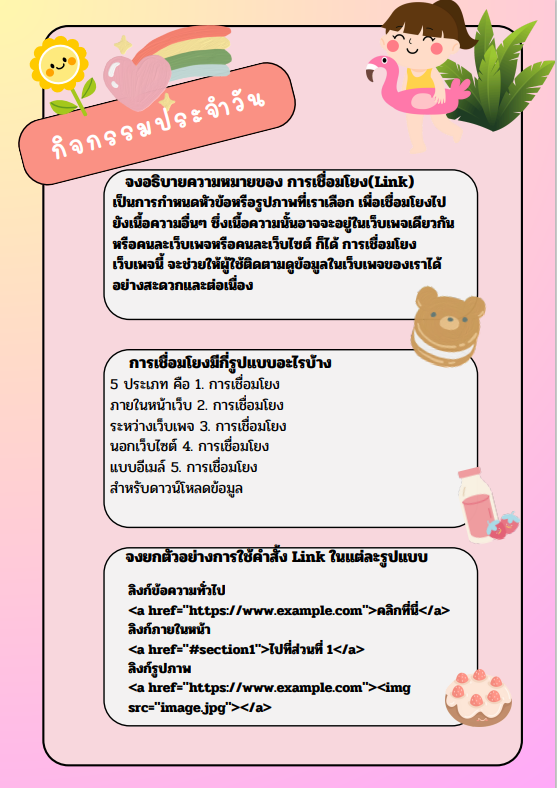 กิจกรรมประจำวัน
จงอธิบายความหมายของ การเชื่อมโยง(Link)
เป็นการกำหนดหัวข้อหรือรูปภาพที่เราเลือก เพื่อเชื่อมโยงไป
ยังเนื้อความอื่นๆ ซึ่งเนื้อความนั้นอาจจะอยู่ในเว็บเพจเดียวกัน
หรือคนละเว็บเพจหรือคนละเว็บไซต์ ก็ได้ การเชื่อมโยง
เว็บเพจนี้ จะช่วยให้ผู้ใช้ติดตามดูข้อมูลในเว็บเพจของเราได้
อย่างสะดวกและต่อเนื่อง
การเชื่อมโยงมีกี่รูปแบบอะไรบ้าง
5 ประเภท คือ 1. การเชื่อมโยง
ภายในหน้าเว็บ 2. การเชื่อมโยง
ระหว่างเว็บเพจ 3. การเชื่อมโยง
นอกเว็บไซต์ 4. การเชื่อมโยง
แบบอีเมล์ 5. การเชื่อมโยง
สำหรับดาวน์โหลดข้อมูล
จงยกตัวอย่างการใช้คำสั่ง Link ในแต่ละรูปแบบ
ลิงก์ข้อความทั่วไป
<a href="https://www.example.com">คลิกที่นี่</a>
ลิงก์ภายในหน้า
<a href="#section1">ไปที่ส่วนที่ 1</a>
ลิงก์รูปภาพ
<a href="https://www.example.com"><img
src="image.jpg"></a>